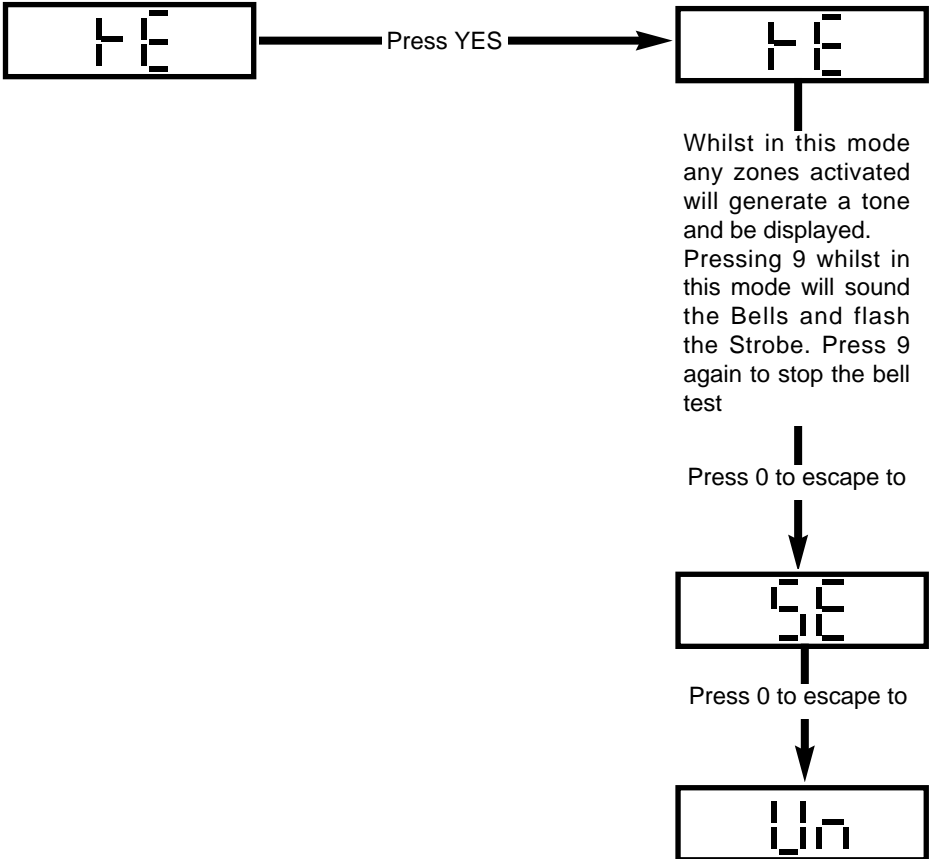 tE
Press YES
tE
Whilst in this mode
any zones activated
will generate a tone
and be displayed.
Pressing 9 whilst in
this mode will sound
the Bells and flash
the Strobe. Press 9
again to stop the bell
test
Press 0 to escape to
SE
Press 0 to escape to
Un